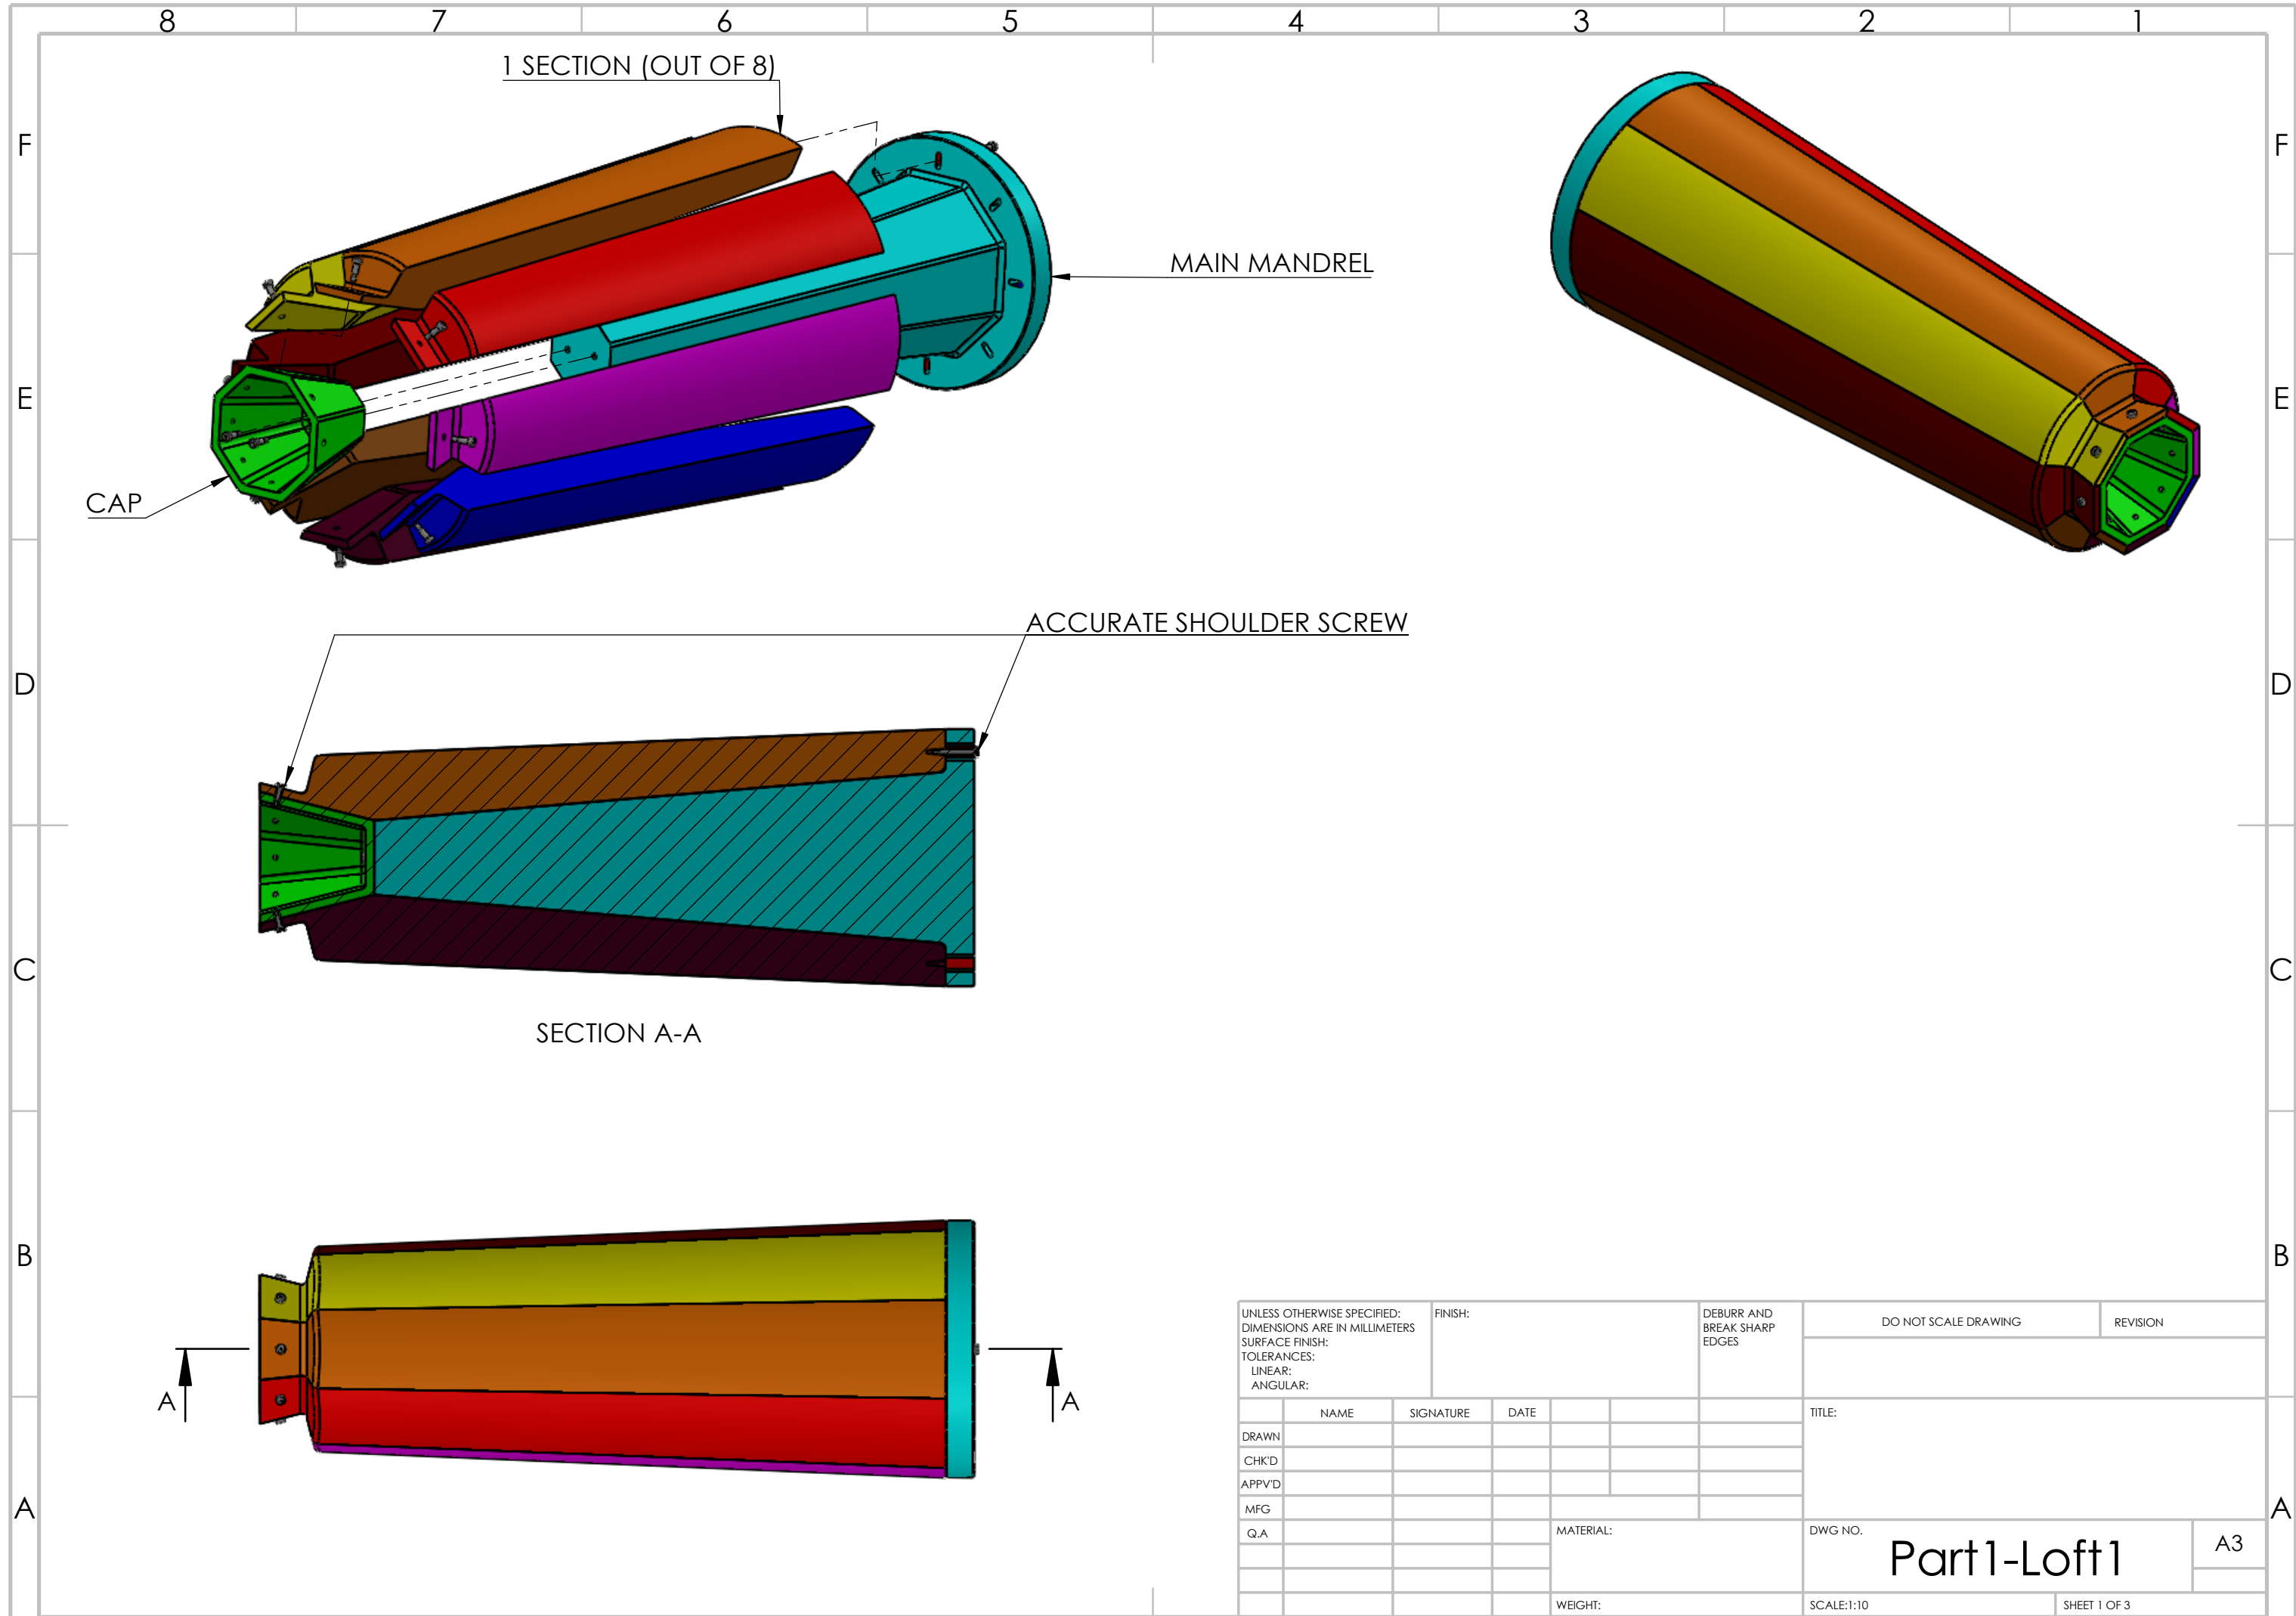 8 7 6 5 4 3 2 1
1 SECTION (OUT OF 8)
F F
MAIN MANDREL
E E
CAP
ACCURATE SHOULDER SCREW
D D
C C
SECTION A-A
B B
A A
A A
UNLESS OTHERWISE SPECIFIED:
DIMENSIONS ARE IN MILLIMETERS
SURFACE FINISH:
TOLERANCES:
LINEAR:
ANGULAR:
FINISH:
DEBURR AND
BREAK SHARP
EDGES
DO NOT SCALE DRAWING
REVISION
NAME SIGNATURE DATE
TITLE:
DRAWN
CHK'D
APPV'D
MFG
Q.A
MATERIAL:
DWG NO.
Part1-Loft1
A3
WEIGHT:
SCALE:1:10
SHEET 1 OF 3